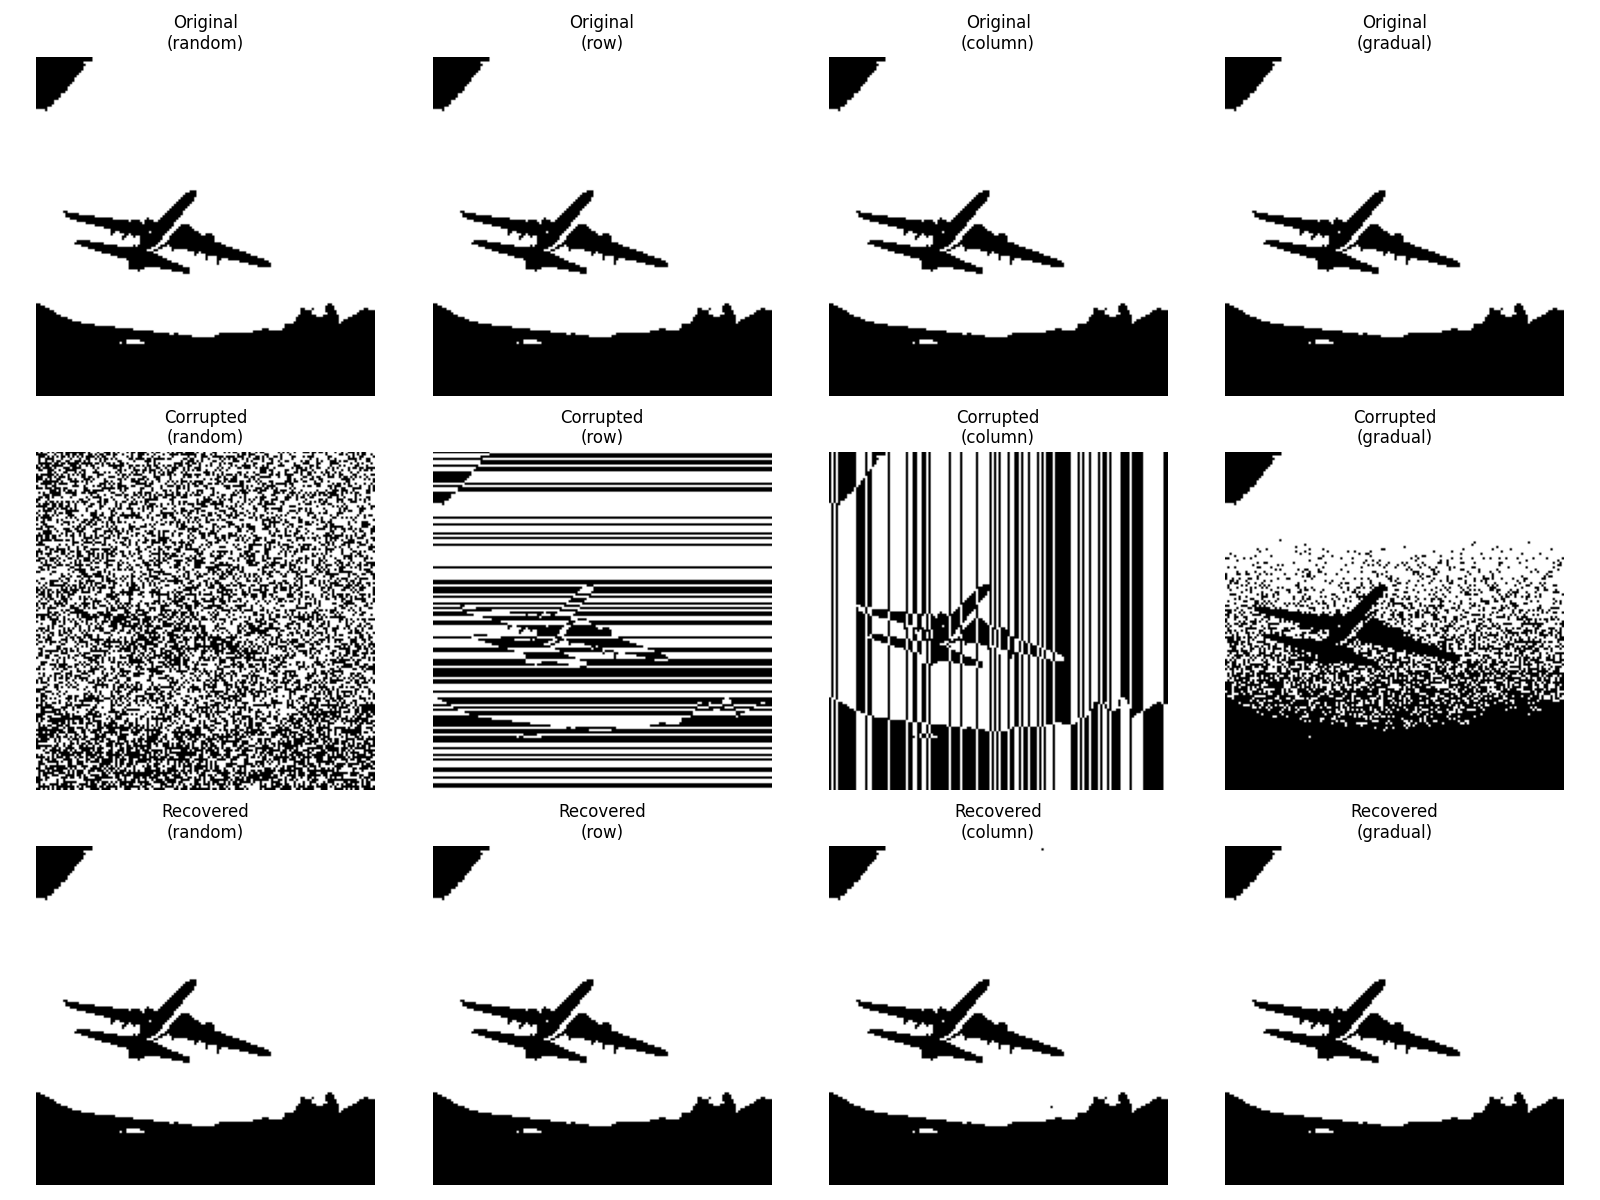 Original
(random)
Original
(row)
Original
(column)
Original
(gradual)
Corrupted
(random)
Corrupted
(row)
Corrupted
(column)
Corrupted
(gradual)
Recovered
(random)
Recovered
(row)
Recovered
(column)
Recovered
(gradual)